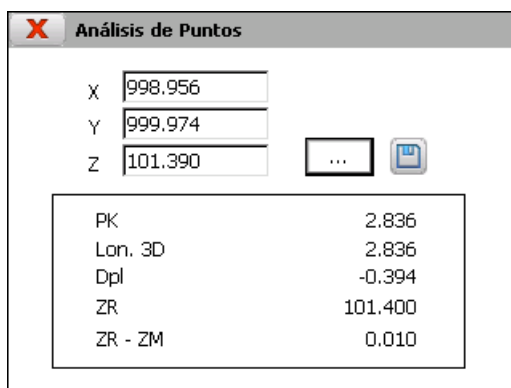 X Análisis de Puntos
X 998.956
Y 999.974
Z 101.390
...
PK 2.836
Lon. 3D 2.836
Dpl -0.394
ZR 101.400
ZR - ZM 0.010